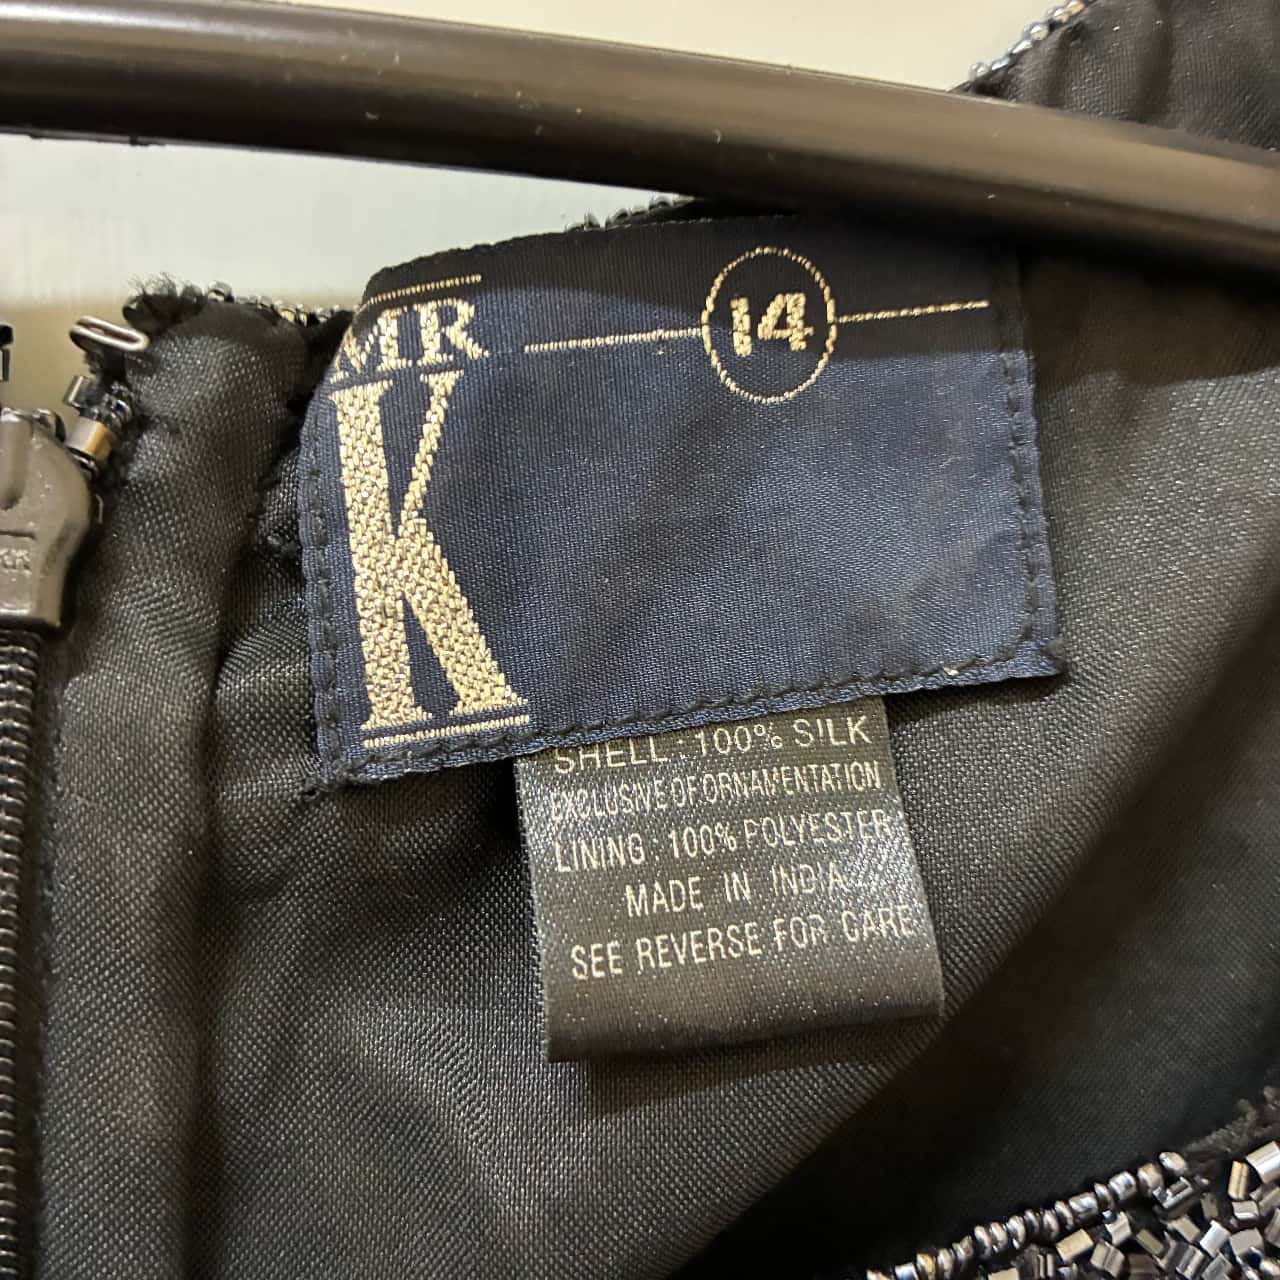 MR
K
14
SHELL : 100% SILK
EXCLUSIVE OF ORNAMENTATION
LINING : 100% POLYESTER
MADE IN INDIA
SEE REVERSE FOR CARE